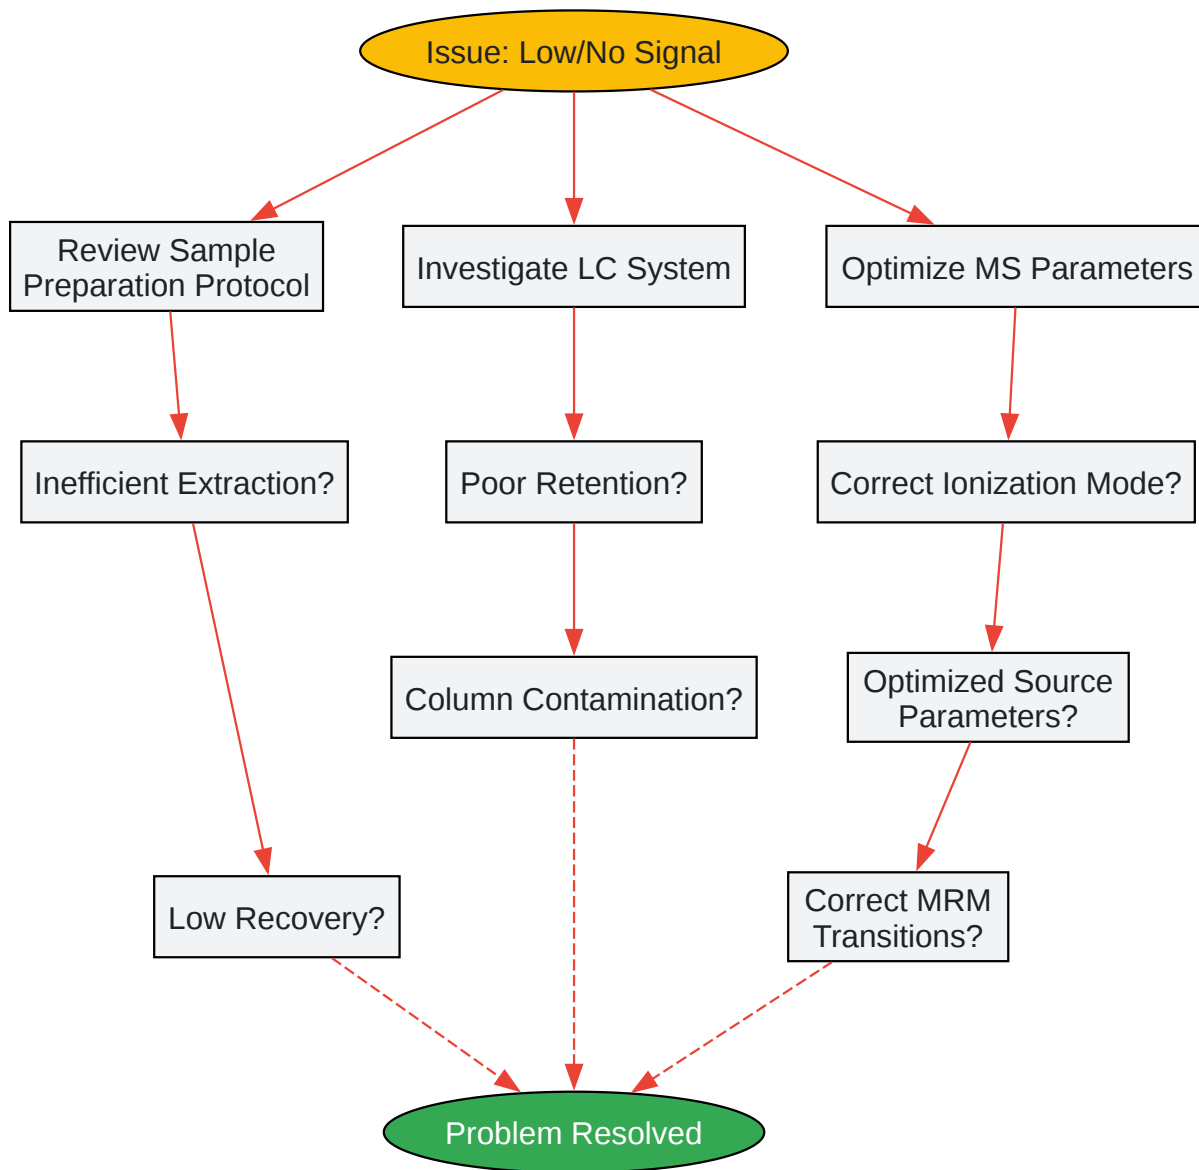 Issue: Low/No Signal
Review Sample
Preparation Protocol
Investigate LC System
Optimize MS Parameters
Inefficient Extraction?
Poor Retention?
Correct Ionization Mode?
Column Contamination?
Optimized Source
Parameters?
Low Recovery?
Correct MRM
Transitions?
Problem Resolved